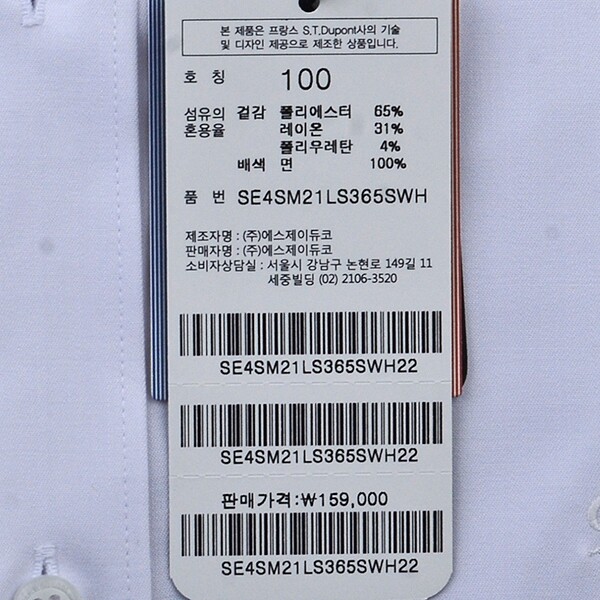 본 제품은 프랑스 S.T.Dupont사의 기술
및 디자인 제공으로 제조한 상품입니다.
호 칭 100
섬유의 겉감 폴리에스터 65%
혼용율 레이온 31%
폴리우레탄 4%
배색 면 100%
품 번 SE4SM21LS365SWH
제조자명 : (주)에스제이듀코
판매자명 : (주)에스제이듀코
소비자상담실 : 서울시 강남구 논현로 149길 11
세중빌딩 (02) 2106-3520
SE4SM21LS365SWH22
SE4SM21LS365SWH22
판매가격:₩159,000
SE4SM21LS365SWH22